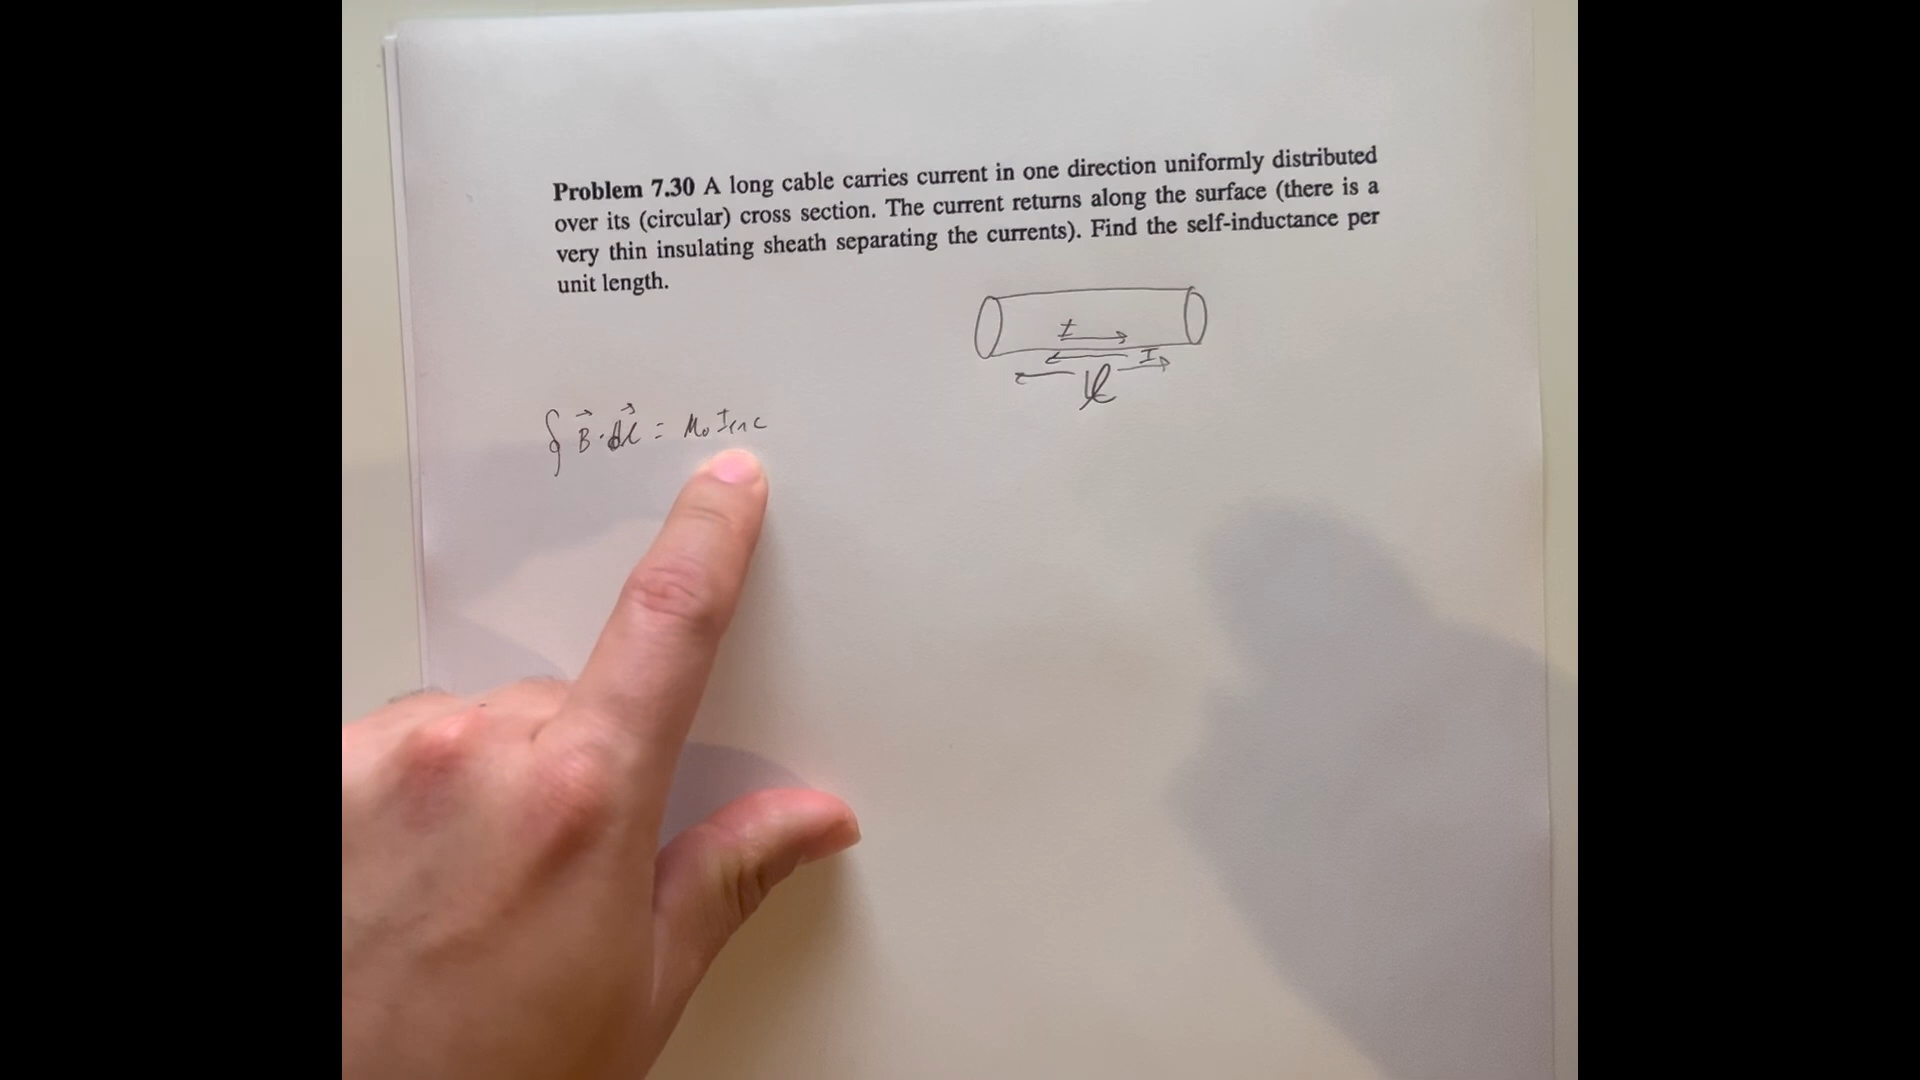 Problem 7.30 A long cable carries current in one direction uniformly distributed
over its (circular) cross section. The current returns along the surface (there is a
very thin insulating sheath separating the currents). Find the self-inductance per
unit length.
I
I
ℓ
∮ B⃗ · dl⃗ = μ₀ Ienc